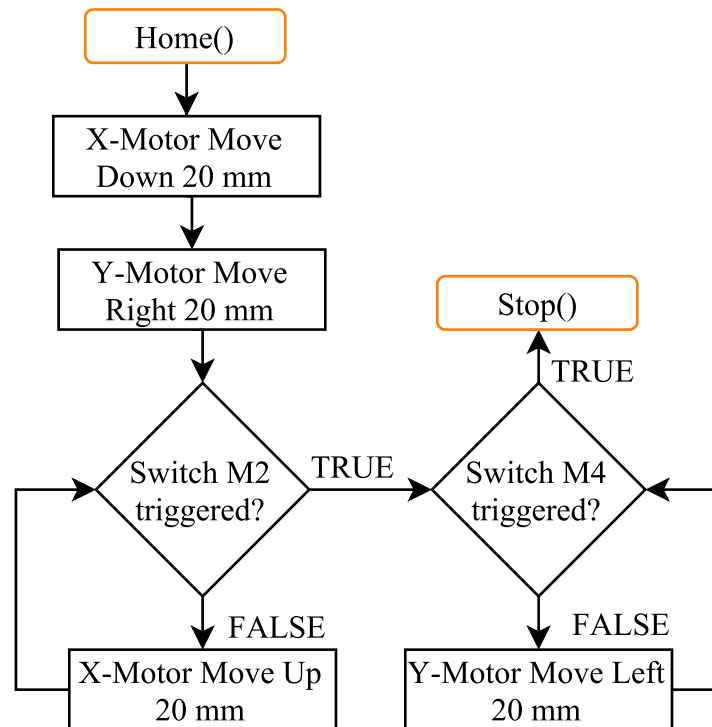 Home()
X-Motor Move
Down 20 mm
Y-Motor Move
Right 20 mm
Stop()
TRUE
Switch M2
triggered?
TRUE
Switch M4
triggered?
FALSE
FALSE
X-Motor Move Up
20 mm
Y-Motor Move Left
20 mm